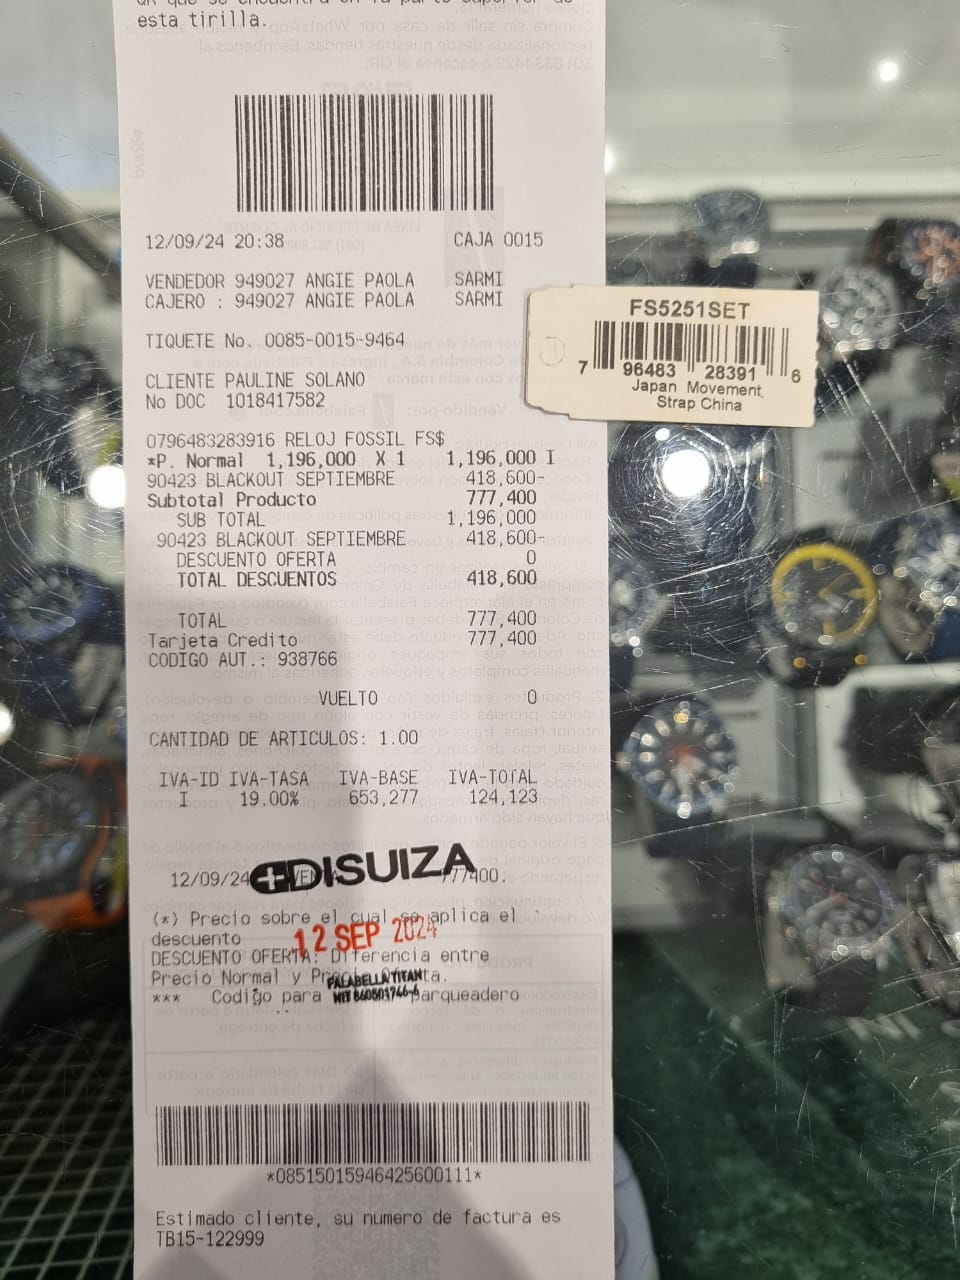 esta tirilla.
12/09/24 20:38 CAJA 0015
VENDEDOR 949027 ANGIE PAOLA SARMI
CAJERO : 949027 ANGIE PAOLA SARMI
TIQUETE No. 0085-0015-9464
CLIENTE PAULINE SOLANO
No DOC 1018417582
0796483283916 RELOJ FOSSIL FS$
*P. Normal 1,196,000 X 1 1,196,000 I
90423 BLACKOUT SEPTIEMBRE 418,600-
Subtotal Producto 777,400
SUB TOTAL 1,196,000
90423 BLACKOUT SEPTIEMBRE 418,600-
DESCUENTO OFERTA 0
TOTAL DESCUENTOS 418,600
TOTAL 777,400
Tarjeta Credito 777,400
CODIGO AUT.: 938766
VUELTO 0
CANTIDAD DE ARTICULOS: 1.00
IVA-ID IVA-TASA IVA-BASE IVA-TOTAL
I 19.00% 653,277 124,123
DISUIZA
12/09/24 777400.
(*) Precio sobre el cual se aplica el
descuento
12 SEP 2024
DESCUENTO OFERTA: Diferencia entre
Precio Normal y
FALABELLA TITAN
*** Codigo para parqueadero
NIT 860501766-6
*08515015946425600111*
Estimado cliente, su numero de factura es
TB15-122999
FS5251SET
7 96483 28391 6
Japan Movement
Strap China